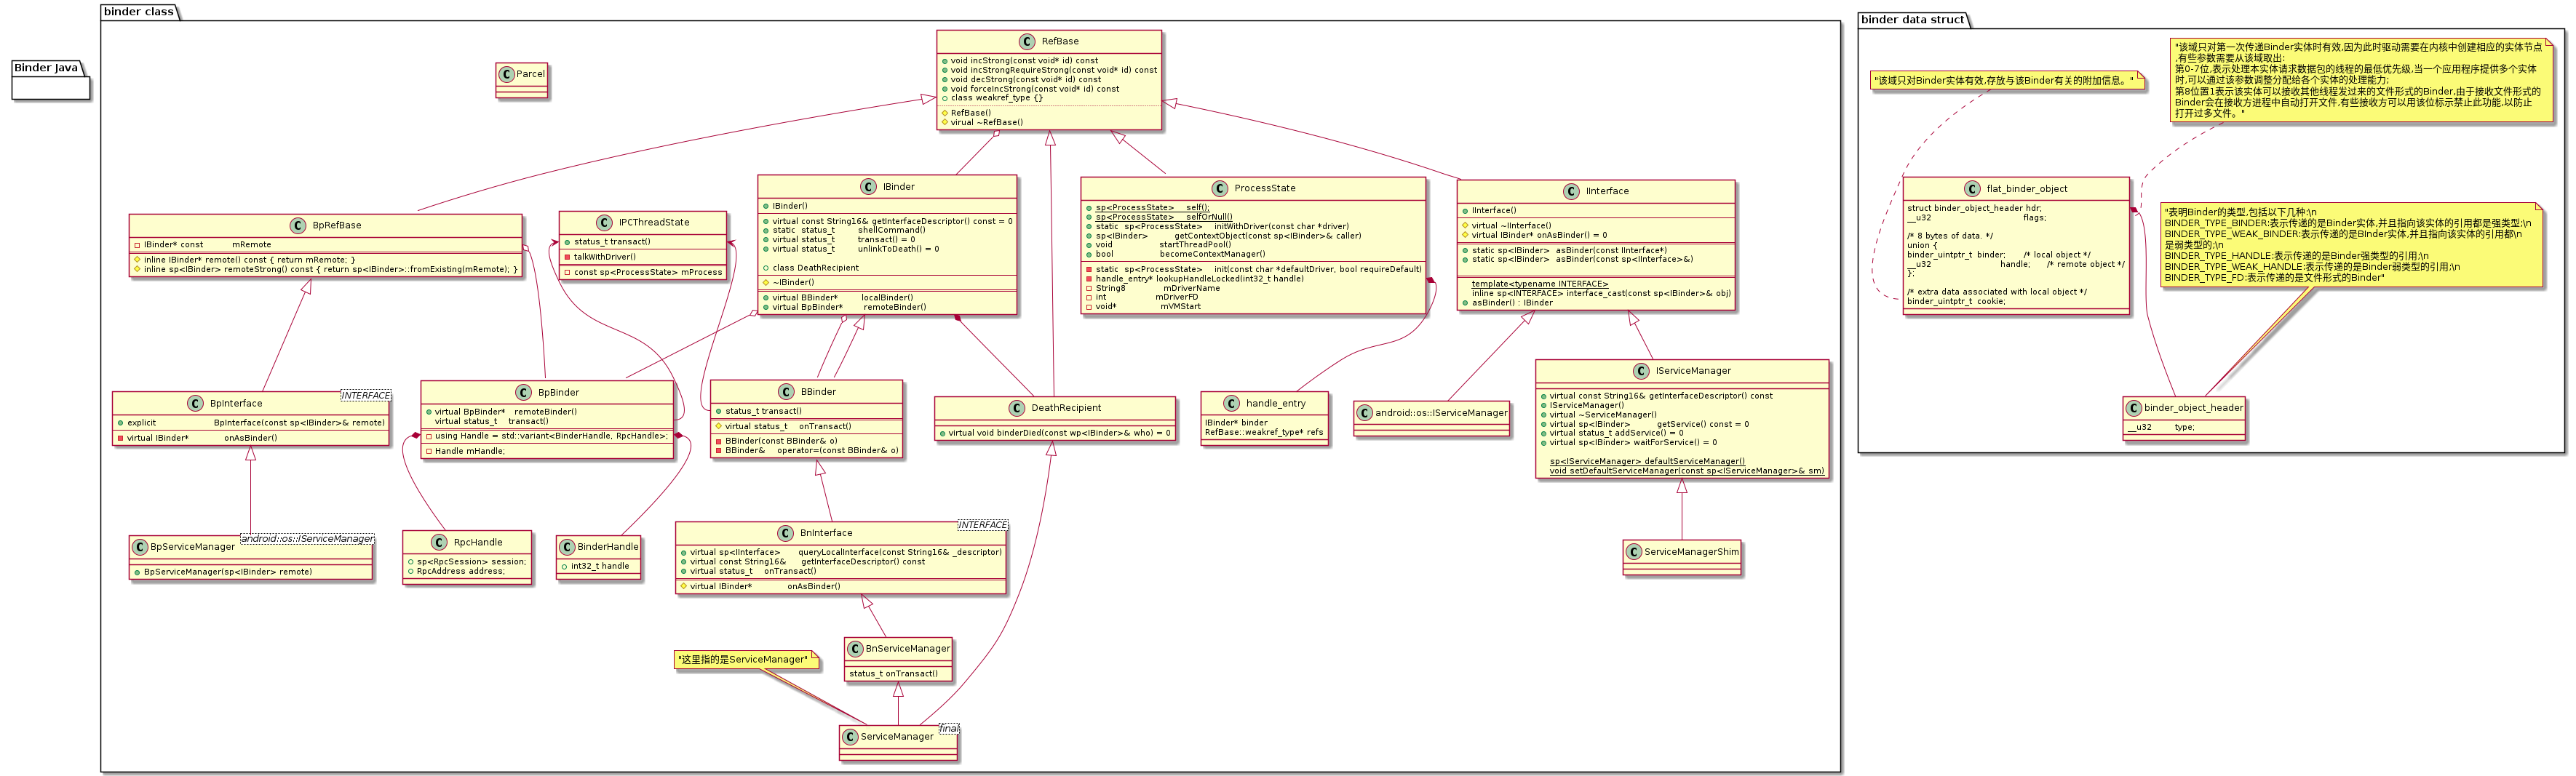 Binder Java
binder class
Parcel
RefBase
void incStrong(const void* id) const
void incStrongRequireStrong(const void* id) const
void decStrong(const void* id) const
void forceIncStrong(const void* id) const
class weakref_type {}
RefBase()
virual ~RefBase()
BpRefBase
IBinder* const mRemote
inline IBinder* remote() const { return mRemote; }
inline sp<IBinder> remoteStrong() const { return sp<IBinder>::fromExisting(mRemote); }
IPCThreadState
status_t transact()
talkWithDriver()
const sp<ProcessState> mProcess
IBinder
IBinder()
virtual const String16& getInterfaceDescriptor() const = 0
static status_t shellCommand()
virtual status_t transact() = 0
virtual status_t unlinkToDeath() = 0
class DeathRecipient
~IBinder()
virtual BBinder* localBinder()
virtual BpBinder* remoteBinder()
ProcessState
sp<ProcessState> self();
sp<ProcessState> selfOrNull()
static sp<ProcessState> initWithDriver(const char *driver)
sp<IBinder> getContextObject(const sp<IBinder>& caller)
void startThreadPool()
bool becomeContextManager()
static sp<ProcessState> init(const char *defaultDriver, bool requireDefault)
handle_entry* lookupHandleLocked(int32_t handle)
String8 mDriverName
int mDriverFD
void* mVMStart
IInterface
IInterface()
virtual ~IInterface()
virtual IBinder* onAsBinder() = 0
static sp<IBinder> asBinder(const IInterface*)
static sp<IBinder> asBinder(const sp<IInterface>&)
template<typename INTERFACE>
inline sp<INTERFACE> interface_cast(const sp<IBinder>& obj)
asBinder() : IBinder
BpInterface
INTERFACE
explicit BpInterface(const sp<IBinder>& remote)
virtual IBinder* onAsBinder()
BpBinder
virtual BpBinder* remoteBinder()
virtual status_t transact()
using Handle = std::variant<BinderHandle, RpcHandle>;
Handle mHandle;
BBinder
status_t transact()
virtual status_t onTransact()
BBinder(const BBinder& o)
BBinder& operator=(const BBinder& o)
DeathRecipient
virtual void binderDied(const wp<IBinder>& who) = 0
handle_entry
IBinder* binder
RefBase::weakref_type* refs
android::os::IServiceManager
IServiceManager
virtual const String16& getInterfaceDescriptor() const
IServiceManager()
virtual ~IServiceManager()
virtual sp<IBinder> getService() const = 0
virtual status_t addService() = 0
virtual sp<IBinder> waitForService() = 0
sp<IServiceManager> defaultServiceManager()
void setDefaultServiceManager(const sp<IServiceManager>& sm)
BpServiceManager
android::os::IServiceManager
BpServiceManager(sp<IBinder> remote)
RpcHandle
sp<RpcSession> session;
RpcAddress address;
BinderHandle
int32_t handle
BnInterface
INTERFACE
virtual sp<IInterface> queryLocalInterface(const String16& _descriptor)
virtual const String16& getInterfaceDescriptor() const
virtual status_t onTransact()
virtual IBinder* onAsBinder()
ServiceManagerShim
"这里指的是ServiceManager"
BnServiceManager
status_t onTransact()
ServiceManager
final
binder data struct
"该域只对Binder实体有效,存放与该Binder有关的附加信息。"
"该域只对第一次传递Binder实体时有效,因为此时驱动需要在内核中创建相应的实体节点
,有些参数需要从该域取出:
第0-7位,表示处理本实体请求数据包的线程的最低优先级,当一个应用程序提供多个实体
时,可以通过该参数调整分配给各个实体的处理能力;
第8位置1表示该实体可以接收其他线程发过来的文件形式的Binder,由于接收文件形式的
Binder会在接收方进程中自动打开文件,有些接收方可以用该位标示禁止此功能,以防止
打开过多文件。"
flat_binder_object
struct binder_object_header hdr;
__u32 flags;
/* 8 bytes of data. */
union {
binder_uintptr_t binder; /* local object */
__u32 handle; /* remote object */
};
/* extra data associated with local object */
binder_uintptr_t cookie;
"表明Binder的类型,包括以下几种:\n
BINDER_TYPE_BINDER:表示传递的是Binder实体,并且指向该实体的引用都是强类型;\n
BINDER_TYPE_WEAK_BINDER:表示传递的是BInder实体,并且指向该实体的引用都\n
是弱类型的;\n
BINDER_TYPE_HANDLE:表示传递的是Binder强类型的引用;\n
BINDER_TYPE_WEAK_HANDLE:表示传递的是Binder弱类型的引用;\n
BINDER_TYPE_FD:表示传递的是文件形式的Binder"
binder_object_header
__u32 type;